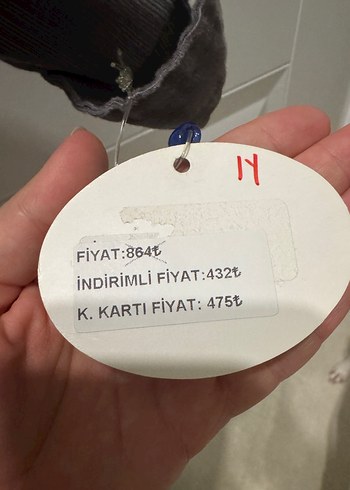 14
FİYAT:864₺
İNDİRİMLİ FİYAT:432₺
K. KARTI FİYAT: 475₺